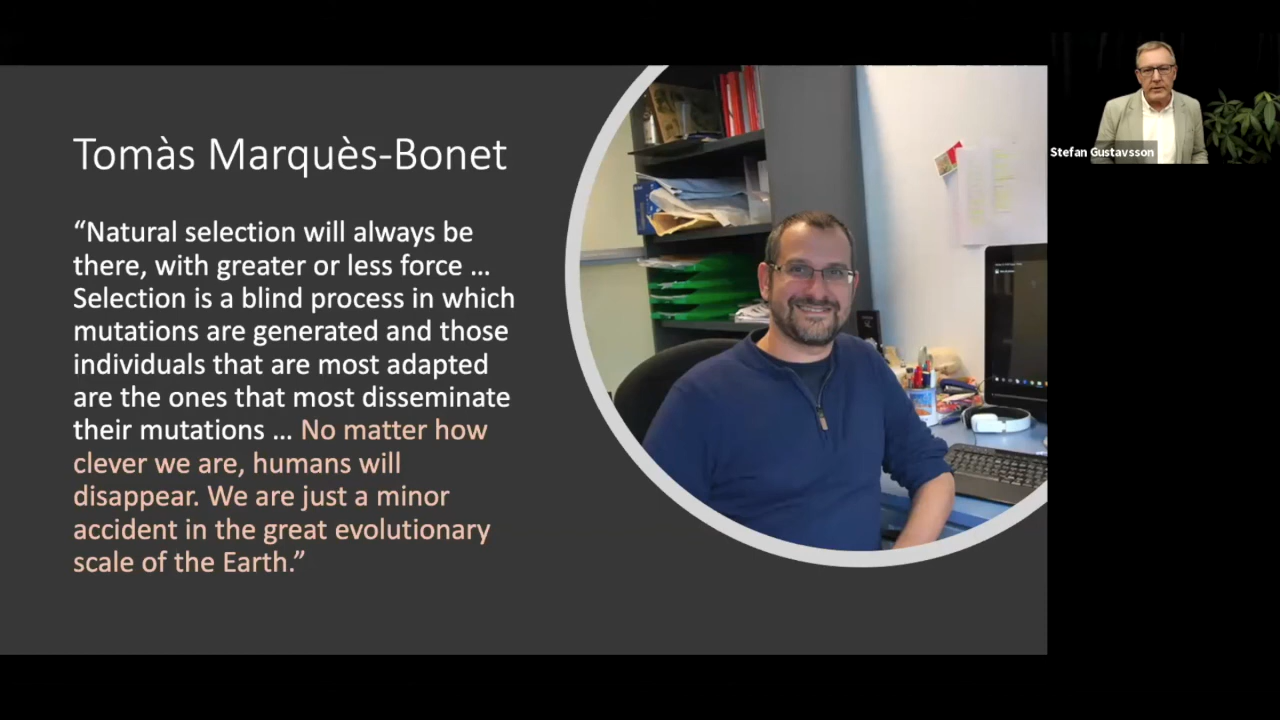 Tomàs Marquès-Bonet
“Natural selection will always be
there, with greater or less force ...
Selection is a blind process in which
mutations are generated and those
individuals that are most adapted
are the ones that most disseminate
their mutations ... No matter how
clever we are, humans will
disappear. We are just a minor
accident in the great evolutionary
scale of the Earth.”
Stefan Gustavsson